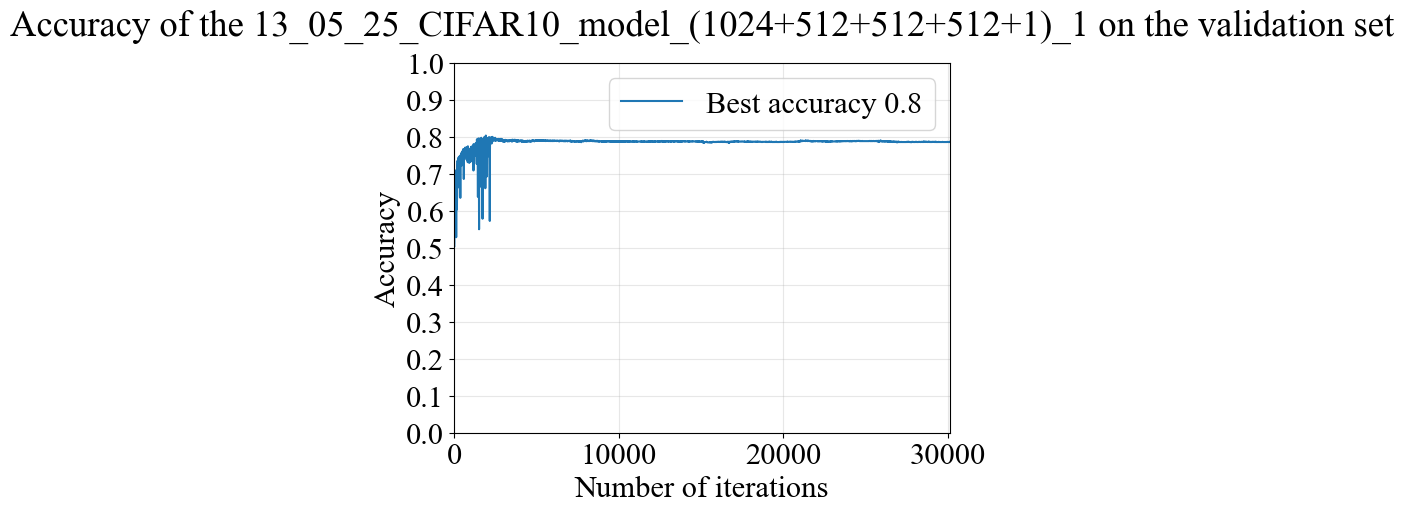 Accuracy of the 13_05_25_CIFAR10_model_(1024+512+512+512+1)_1 on the validation set
1.0
0.9
0.8
0.7
0.6
0.5
0.4
0.3
0.2
0.1
0.0
Accuracy
Best accuracy 0.8
0 10000 20000 30000
Number of iterations